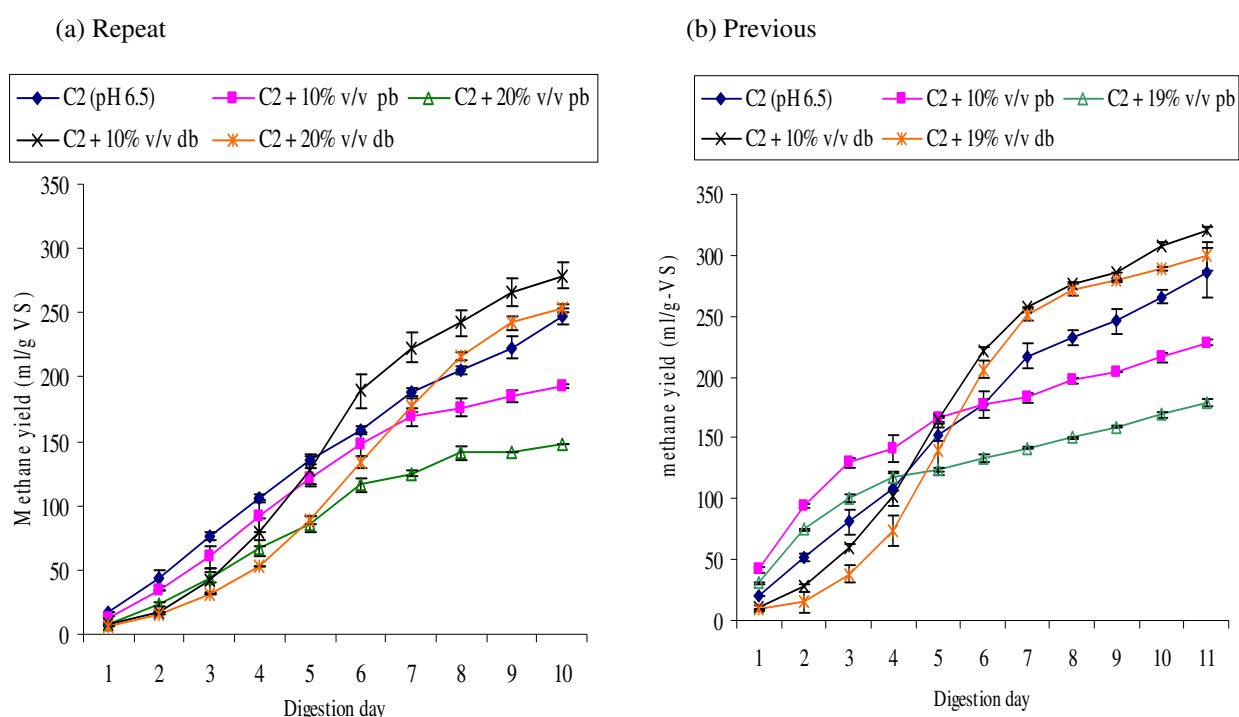 (a) Repeat
C2 (pH 6.5) C2 + 10% v/v pb C2 + 20% v/v pb
C2 + 10% v/v db C2 + 20% v/v db
Methane yield (ml/g VS)
350
300
250
200
150
100
50
0
1 2 3 4 5 6 7 8 9 10
Digestion day
(b) Previous
C2 (pH 6.5) C2 + 10% v/v pb C2 + 19% v/v pb
C2 + 10% v/v db C2 + 19% v/v db
methane yield (ml/g-VS)
350
300
250
200
150
100
50
0
1 2 3 4 5 6 7 8 9 10 11
Digestion day